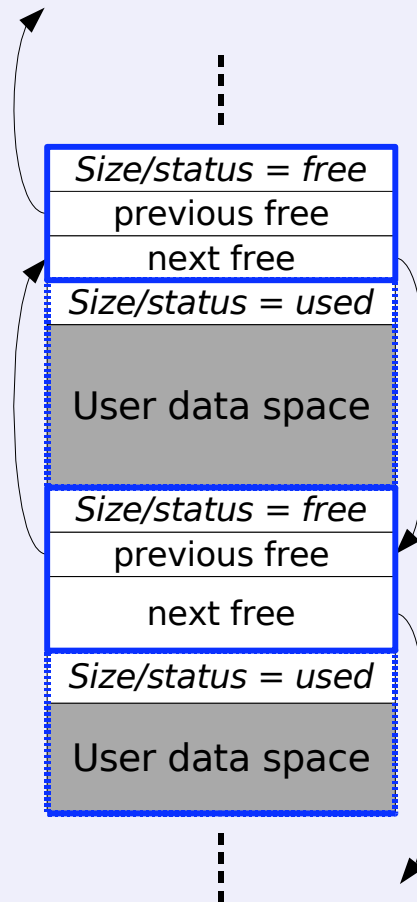 Size/status = free
previous free
next free
Size/status = used
User data space
Size/status = free
previous free
next free
Size/status = used
User data space